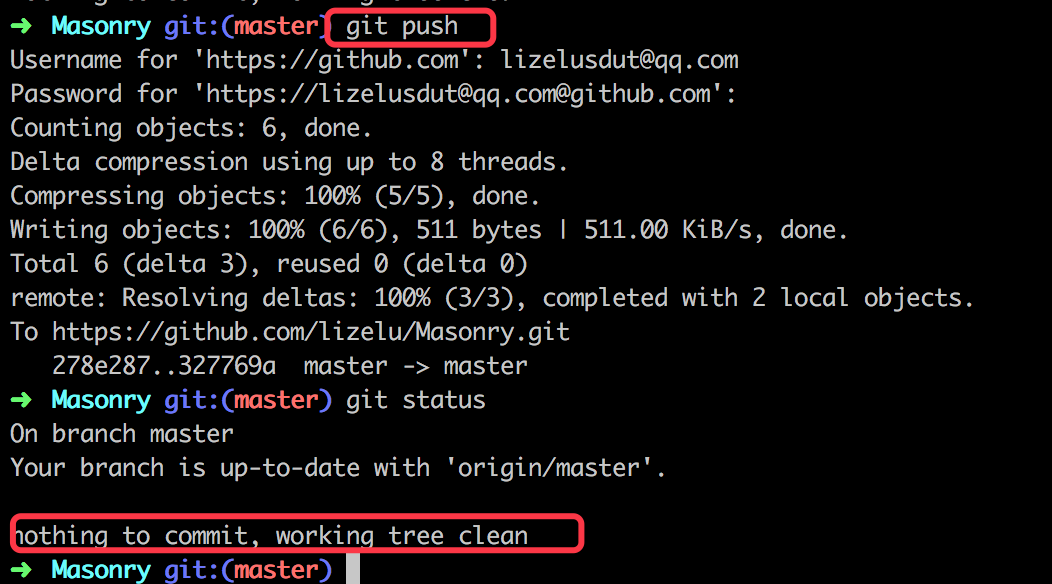 ➜ Masonry git:(master) git push
Username for 'https://github.com': lizelusdut@qq.com
Password for 'https://lizelusdut@qq.com@github.com':
Counting objects: 6, done.
Delta compression using up to 8 threads.
Compressing objects: 100% (5/5), done.
Writing objects: 100% (6/6), 511 bytes | 511.00 KiB/s, done.
Total 6 (delta 3), reused 0 (delta 0)
remote: Resolving deltas: 100% (3/3), completed with 2 local objects.
To https://github.com/lizelu/Masonry.git
   278e287..327769a  master -> master
➜ Masonry git:(master) git status
On branch master
Your branch is up-to-date with 'origin/master'.
nothing to commit, working tree clean
➜ Masonry git:(master)